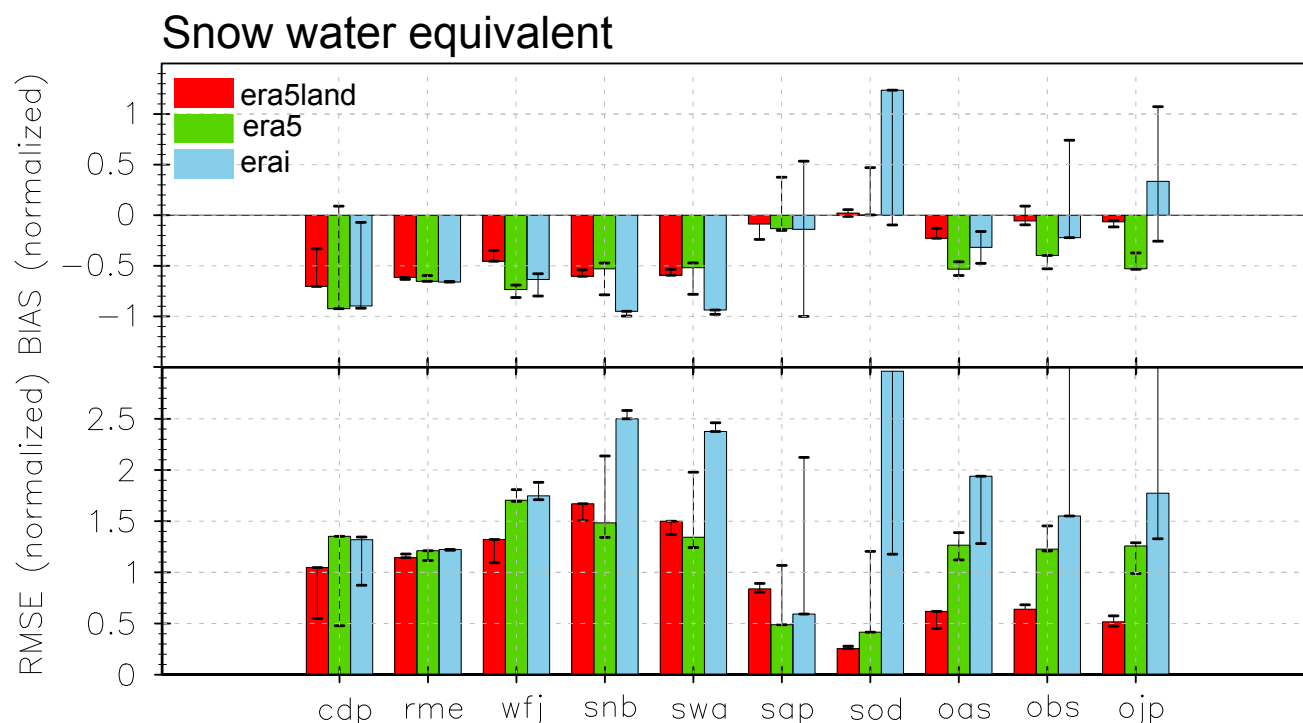 Snow water equivalent
era5land
era5
erai
BIAS (normalized)
1
0.5
0
−0.5
−1
RMSE (normalized)
2.5
2
1.5
1
0.5
0
cdp rme wfj snb swa sap sod oas obs ojp